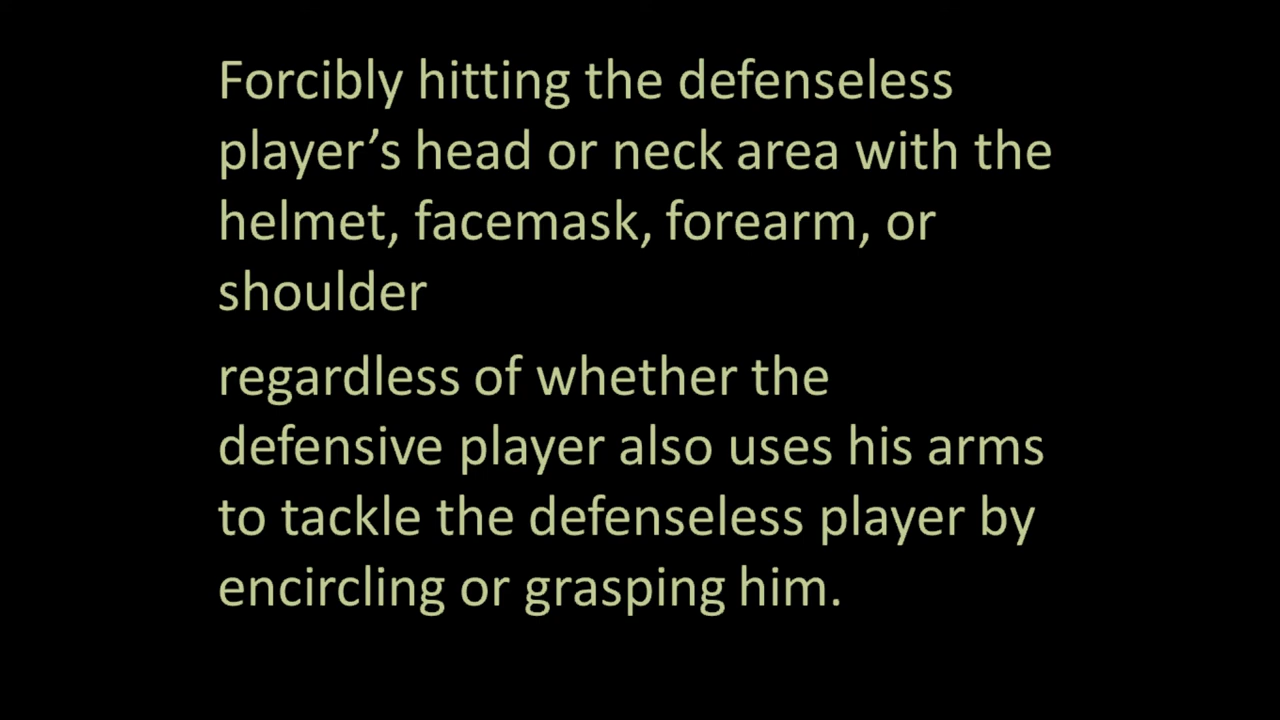 Forcibly hitting the defenseless
player’s head or neck area with the
helmet, facemask, forearm, or
shoulder
regardless of whether the
defensive player also uses his arms
to tackle the defenseless player by
encircling or grasping him.